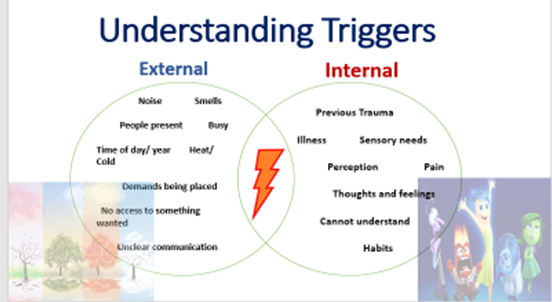 Understanding Triggers
External
Internal
Noise Smells
People present Busy
Time of day/ year Heat/
Cold
Demands being placed
No access to something
wanted
Unclear communication
Previous Trauma
Illness Sensory needs
Perception Pain
Thoughts and feelings
Cannot understand
Habits